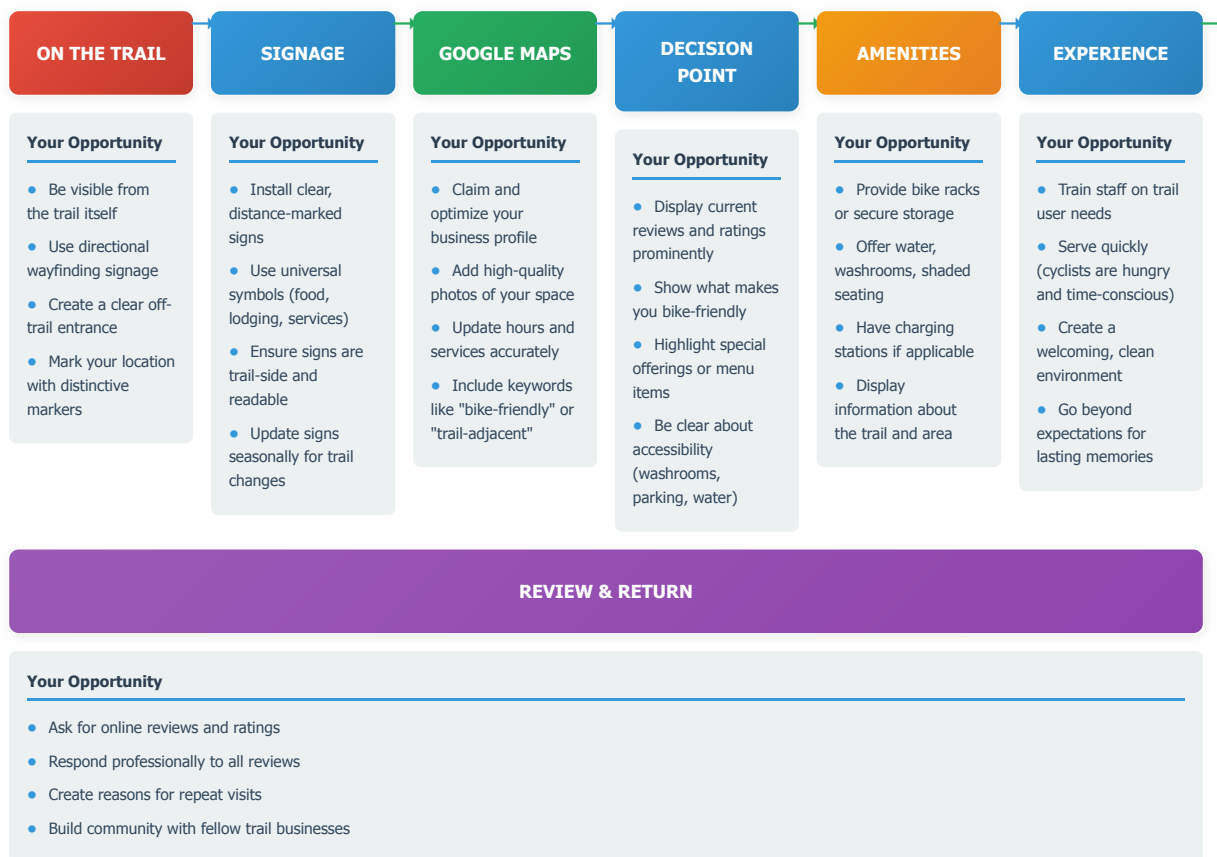 ON THE TRAIL
Your Opportunity
● Be visible from
the trail itself
● Use directional
wayfinding signage
● Create a clear off-
trail entrance
● Mark your location
with distinctive
markers
SIGNAGE
Your Opportunity
● Install clear,
distance-marked
signs
● Use universal
symbols (food,
lodging, services)
● Ensure signs are
trail-side and
readable
● Update signs
seasonally for trail
changes
GOOGLE MAPS
Your Opportunity
● Claim and
optimize your
business profile
● Add high-quality
photos of your space
● Update hours and
services accurately
● Include keywords
like "bike-friendly" or
"trail-adjacent"
DECISION
POINT
Your Opportunity
● Display current
reviews and ratings
prominently
● Show what makes
you bike-friendly
● Highlight special
offerings or menu
items
● Be clear about
accessibility
(washrooms,
parking, water)
AMENITIES
Your Opportunity
● Provide bike racks
or secure storage
● Offer water,
washrooms, shaded
seating
● Have charging
stations if applicable
● Display
information about
the trail and area
EXPERIENCE
Your Opportunity
● Train staff on trail
user needs
● Serve quickly
(cyclists are hungry
and time-conscious)
● Create a
welcoming, clean
environment
● Go beyond
expectations for
lasting memories
REVIEW & RETURN
Your Opportunity
● Ask for online reviews and ratings
● Respond professionally to all reviews
● Create reasons for repeat visits
● Build community with fellow trail businesses